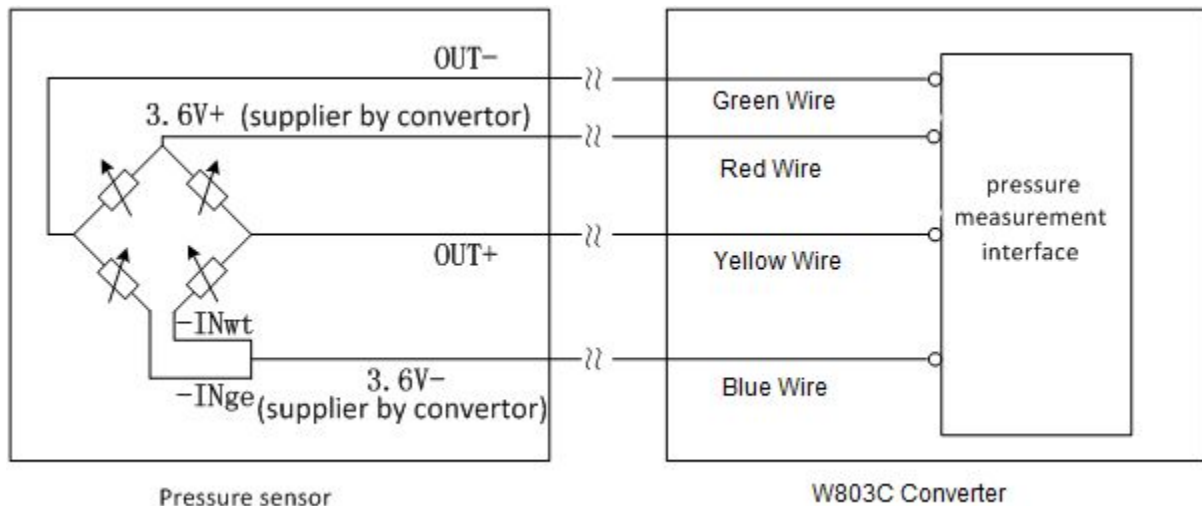 OUT-
Green Wire
3.6V+ (supplier by convertor)
Red Wire
pressure
measurement
interface
OUT+
Yellow Wire
-INwt
3.6V-
Blue Wire
-INge
(supplier by convertor)
Pressure sensor
W803C Converter